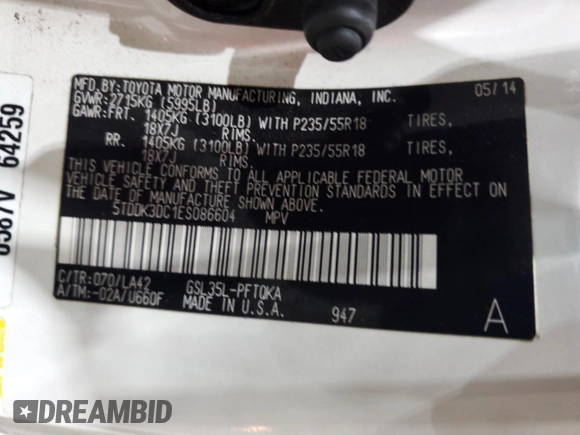 MFD.BY:TOYOTA MOTOR MANUFACTURING, INDIANA, INC. 05/14
GVWR:2715KG (5995LB)
GAWR:FRT. 1405KG (3100LB) WITH P235/55R18 TIRES,
18X7J RIMS.
RR. 1405KG (3100LB) WITH P235/55R18 TIRES,
18X7J RIMS.
THIS VEHICLE CONFORMS TO ALL APPLICABLE FEDERAL MOTOR
VEHICLE SAFETY AND THEFT PREVENTION STANDARDS IN EFFECT
ON THE DATE OF MANUFACTURE SHOWN ABOVE.
5TDDK3DC1ES086604 MPV
C/TR:070/LA42 GSL35L-PFTQKA
A/TM:-02A/U660F MADE IN U.S.A. 947 A
64259
DREAMBID